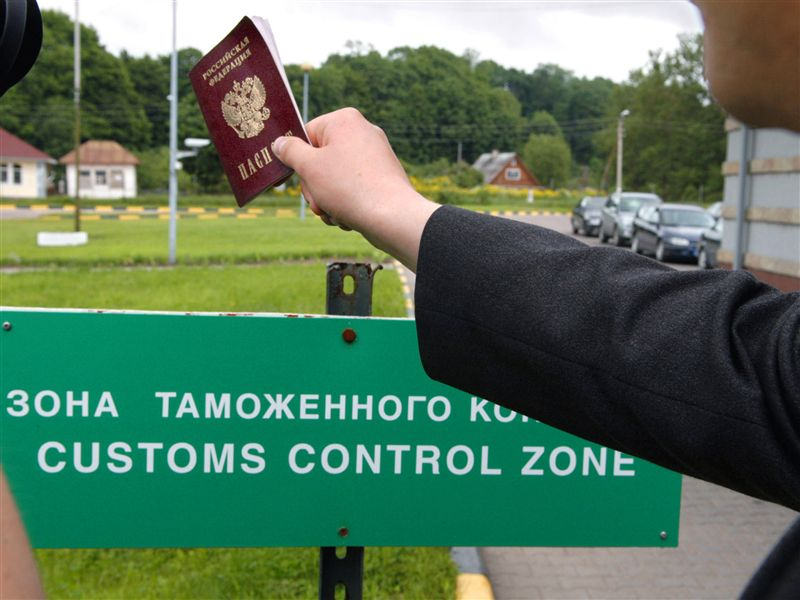 РОССИЙСКАЯ
ФЕДЕРАЦИЯ
ЗОНА ТАМОЖЕННОГО
CUSTOMS CONTROL ZONE